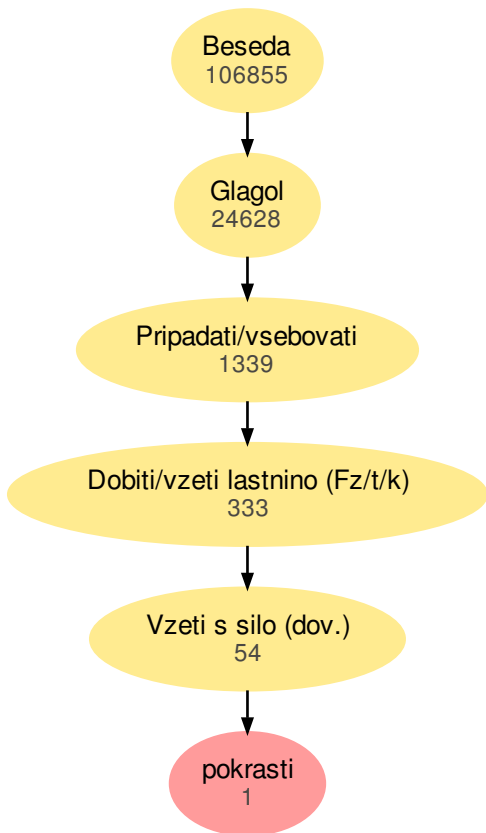 Beseda
106855
Glagol
24628
Pripadati/vsebovati
1339
Dobiti/vzeti lastnino (Fz/t/k)
333
Vzeti s silo (dov.)
54
pokrasti
1